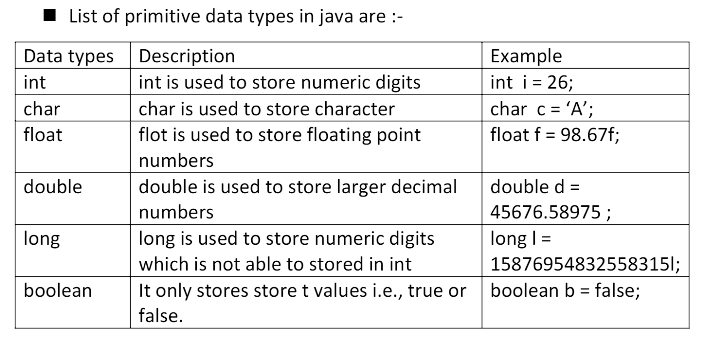 ■ List of primitive data types in java are :-
Data types Description Example
int int is used to store numeric digits int i = 26;
char char is used to store character char c = ‘A’;
float flot is used to store floating point float f = 98.67f;
numbers
double double is used to store larger decimal double d =
numbers 45676.58975 ;
long long is used to store numeric digits long l =
which is not able to stored in int 15876954832558315l;
boolean It only stores store t values i.e., true or boolean b = false;
false.